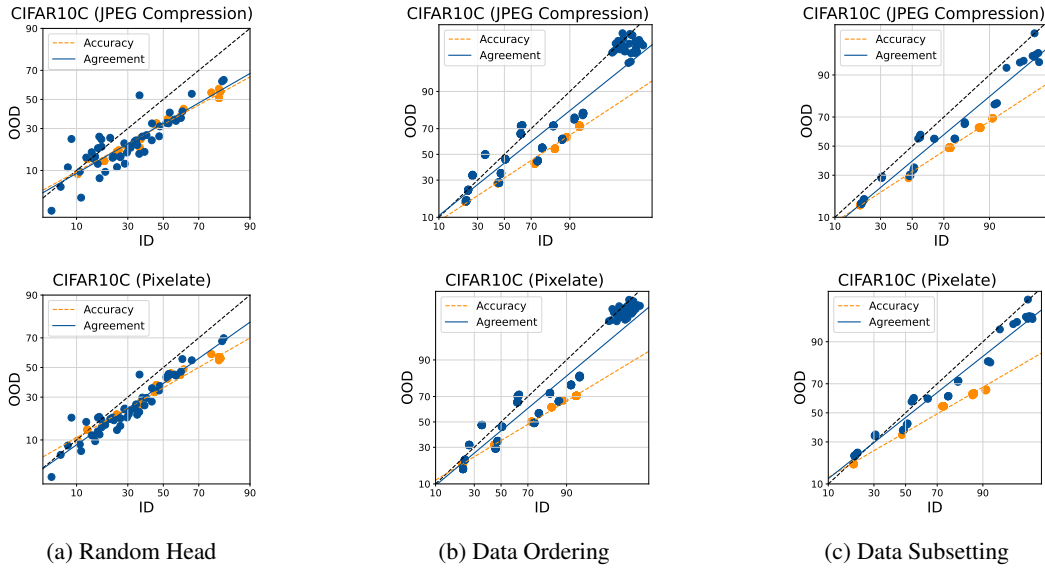 CIFAR10C (JPEG Compression)
90
70
50
30
10
OOD
Accuracy
Agreement
10
30
50
70
90
ID
CIFAR10C (JPEG Compression)
90
70
50
30
10
OOD
Accuracy
Agreement
10
30
50
70
90
ID
CIFAR10C (JPEG Compression)
90
70
50
30
10
OOD
Accuracy
Agreement
10
30
50
70
90
ID
CIFAR10C (Pixelate)
90
70
50
30
10
OOD
Accuracy
Agreement
10
30
50
70
90
ID
CIFAR10C (Pixelate)
90
70
50
30
10
OOD
Accuracy
Agreement
10
30
50
70
90
ID
CIFAR10C (Pixelate)
90
70
50
30
10
OOD
Accuracy
Agreement
10
30
50
70
90
ID
(a) Random Head
(b) Data Ordering
(c) Data Subsetting